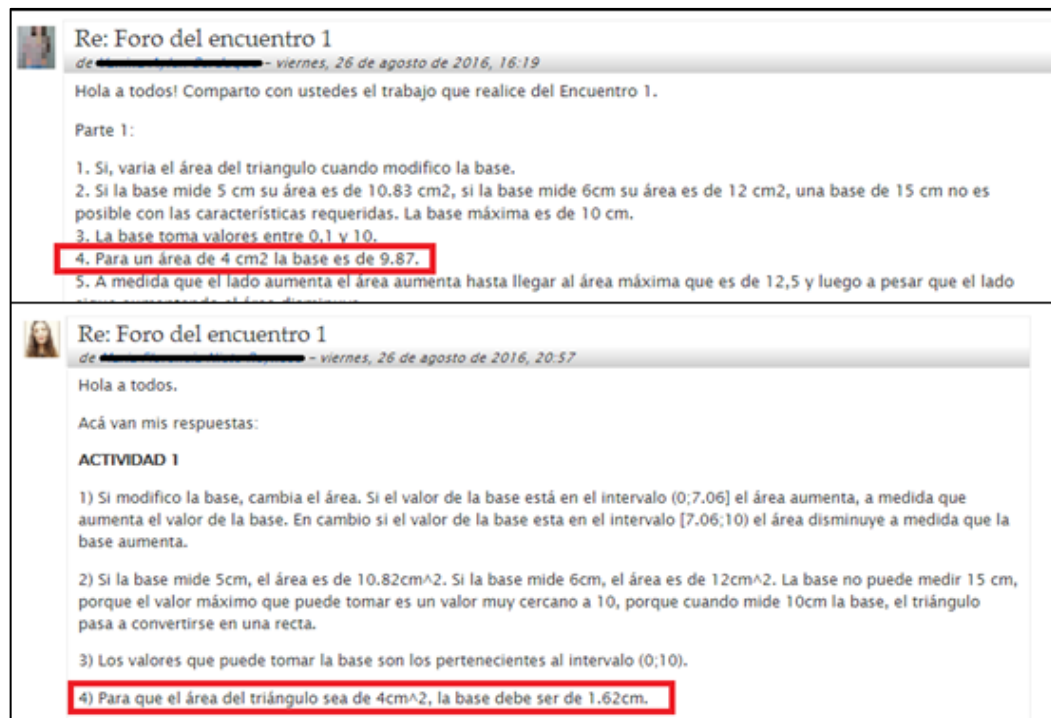 Re: Foro del encuentro 1
de – viernes, 26 de agosto de 2016, 16:19
Hola a todos! Comparto con ustedes el trabajo que realice del Encuentro 1.
Parte 1:
1. Si, varia el área del triangulo cuando modifico la base.
2. Si la base mide 5 cm su área es de 10.83 cm2, si la base mide 6cm su área es de 12 cm2, una base de 15 cm no es
posible con las características requeridas. La base máxima es de 10 cm.
3. La base toma valores entre 0,1 y 10.
4. Para un área de 4 cm2 la base es de 9.87.
5. A medida que el lado aumenta el área aumenta hasta llegar al área máxima que es de 12,5 y luego a pesar que el lado
Re: Foro del encuentro 1
de – viernes, 26 de agosto de 2016, 20:57
Hola a todos.
Acá van mis respuestas:
ACTIVIDAD 1
1) Si modifico la base, cambia el área. Si el valor de la base está en el intervalo (0;7.06] el área aumenta, a medida que
aumenta el valor de la base. En cambio si el valor de la base esta en el intervalo [7.06;10) el área disminuye a medida que la
base aumenta.
2) Si la base mide 5cm, el área es de 10.82cm^2. Si la base mide 6cm, el área es de 12cm^2. La base no puede medir 15 cm,
porque el valor máximo que puede tomar es un valor muy cercano a 10, porque cuando mide 10cm la base, el triángulo
pasa a convertirse en una recta.
3) Los valores que puede tomar la base son los pertenecientes al intervalo (0;10).
4) Para que el área del triángulo sea de 4cm^2, la base debe ser de 1.62cm.